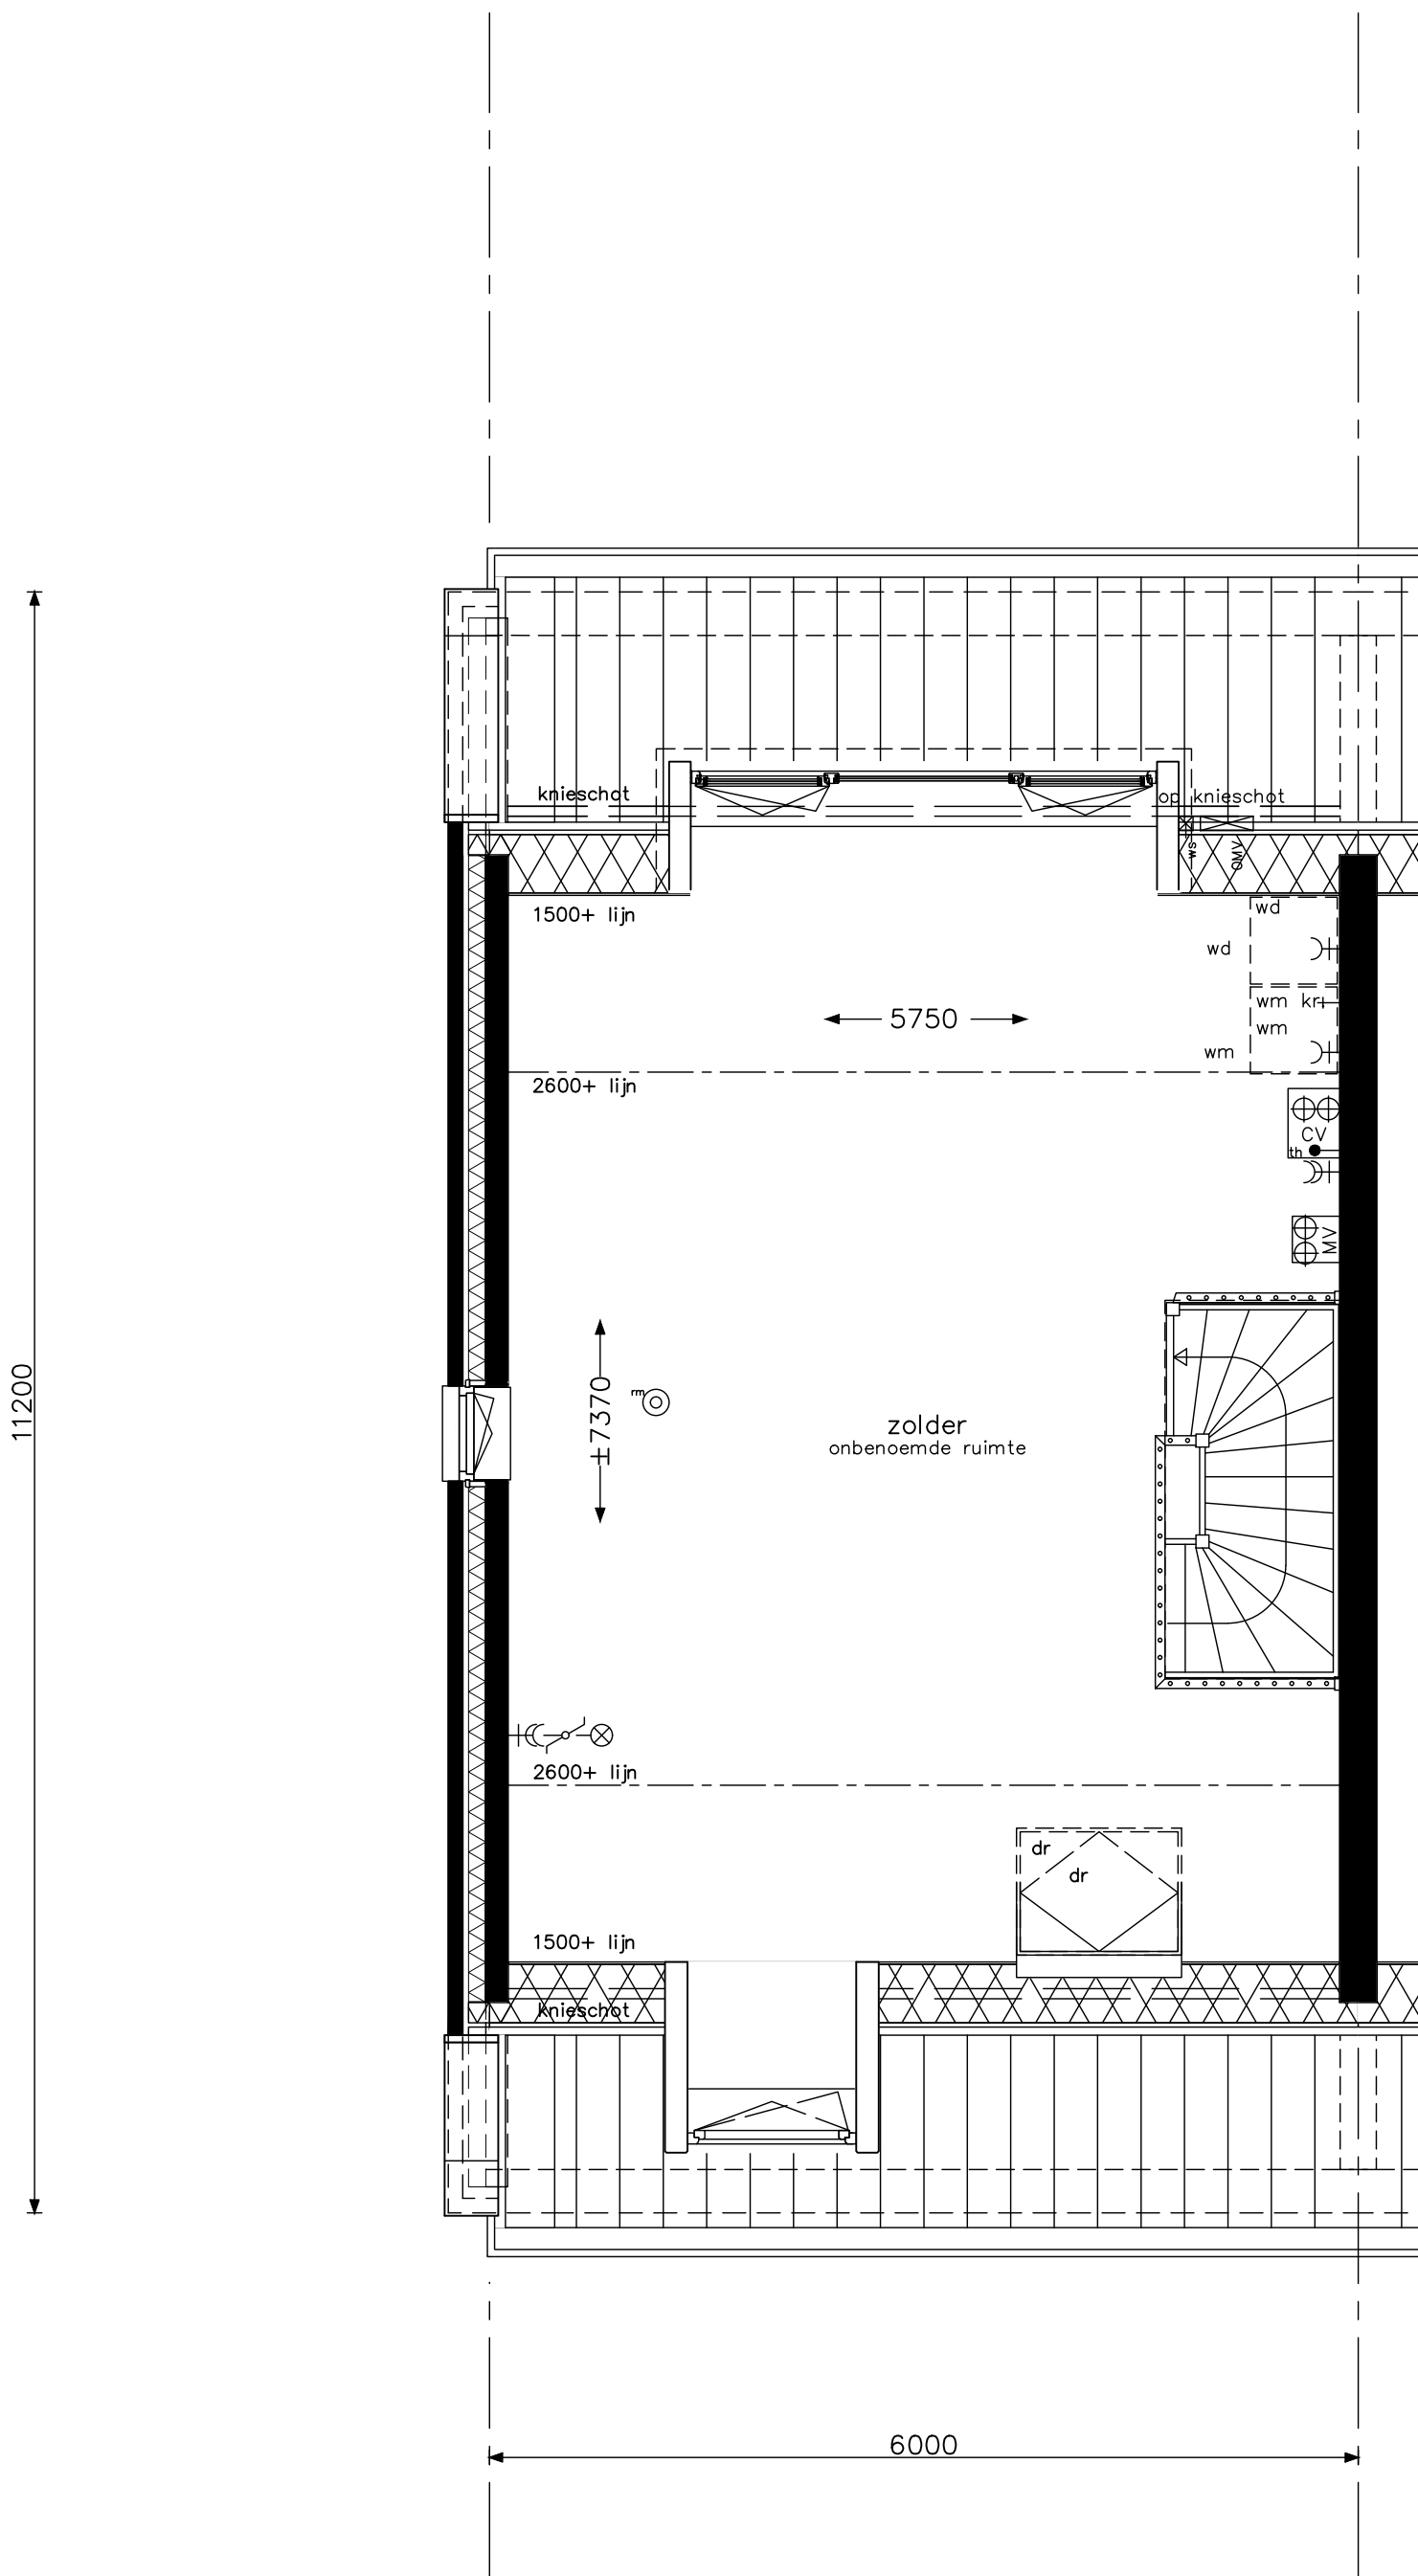 knieschot
op knieschot
ws
OMV
1500+ lijn
wd
wd
5750
wm kr
wm
wm
2600+ lijn
CV
th
MV
11200
±7370
rm
zolder
onbenoemde ruimte
2600+ lijn
dr
dr
1500+ lijn
knieschot
6000